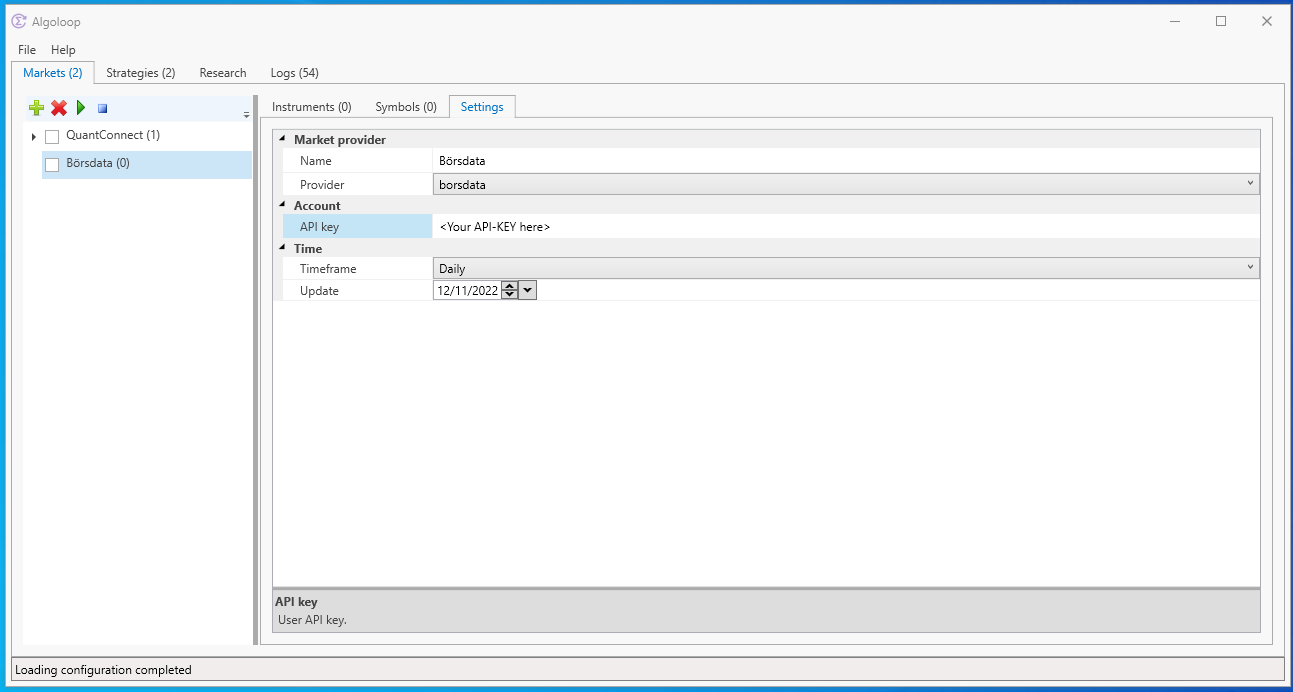 Algoloop
File Help
Markets (2) Strategies (2) Research Logs (54)
Instruments (0) Symbols (0) Settings
QuantConnect (1)
Börsdata (0)
Market provider
Name Börsdata
Provider borsdata
Account
API key <Your API-KEY here>
Time
Timeframe Daily
Update 12/11/2022
API key
User API key.
Loading configuration completed